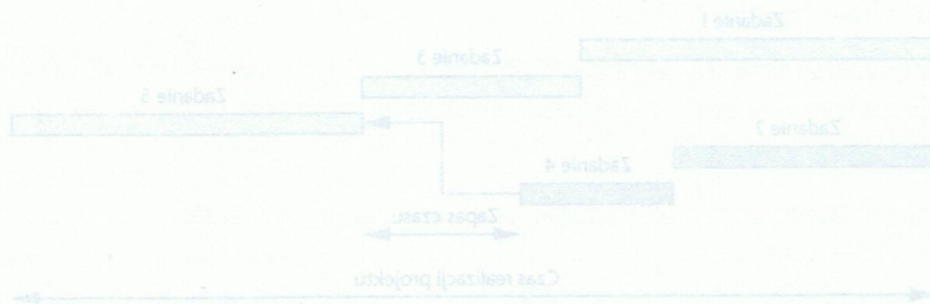 Zadanie 1
Zadanie 3
Zadanie 5
Zadanie 2
Zadanie 4
Zapas czasu
Czas realizacji projektu